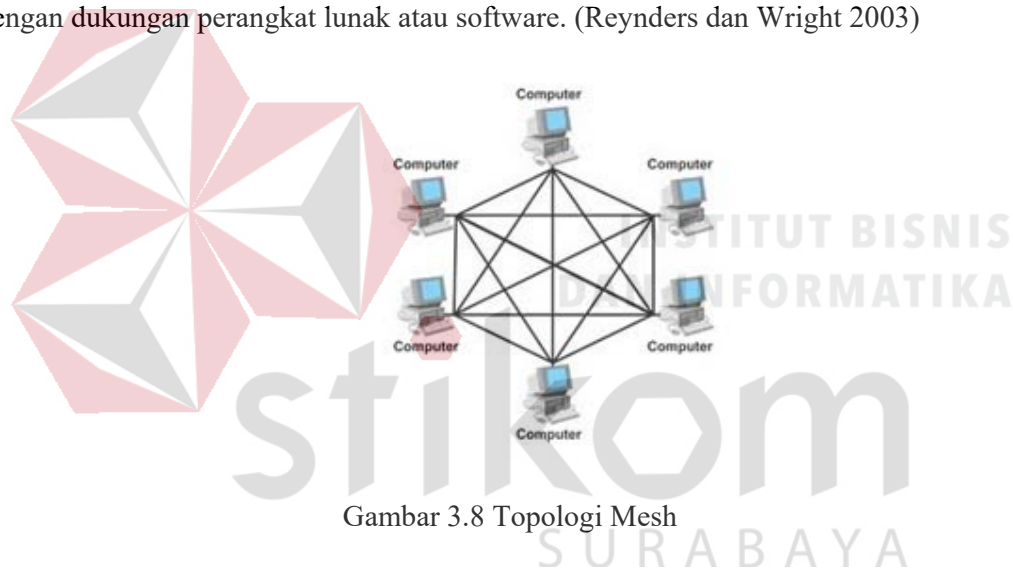 dengan dukungan perangkat lunak atau software. (Reynders dan Wright 2003)
Computer
Computer
Computer
INSTITUT BISNIS
DAN INFORMATIKA
Computer
Computer
stikom
Computer
Gambar 3.8 Topologi Mesh
SURABAYA